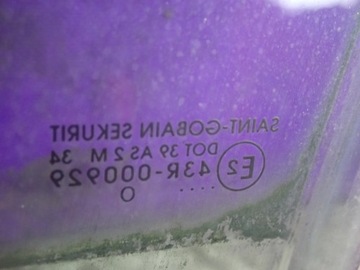 SAINT-GOBAIN SEKURIT
DOT 39 AS 2 M 34
E2 43R-000929
O